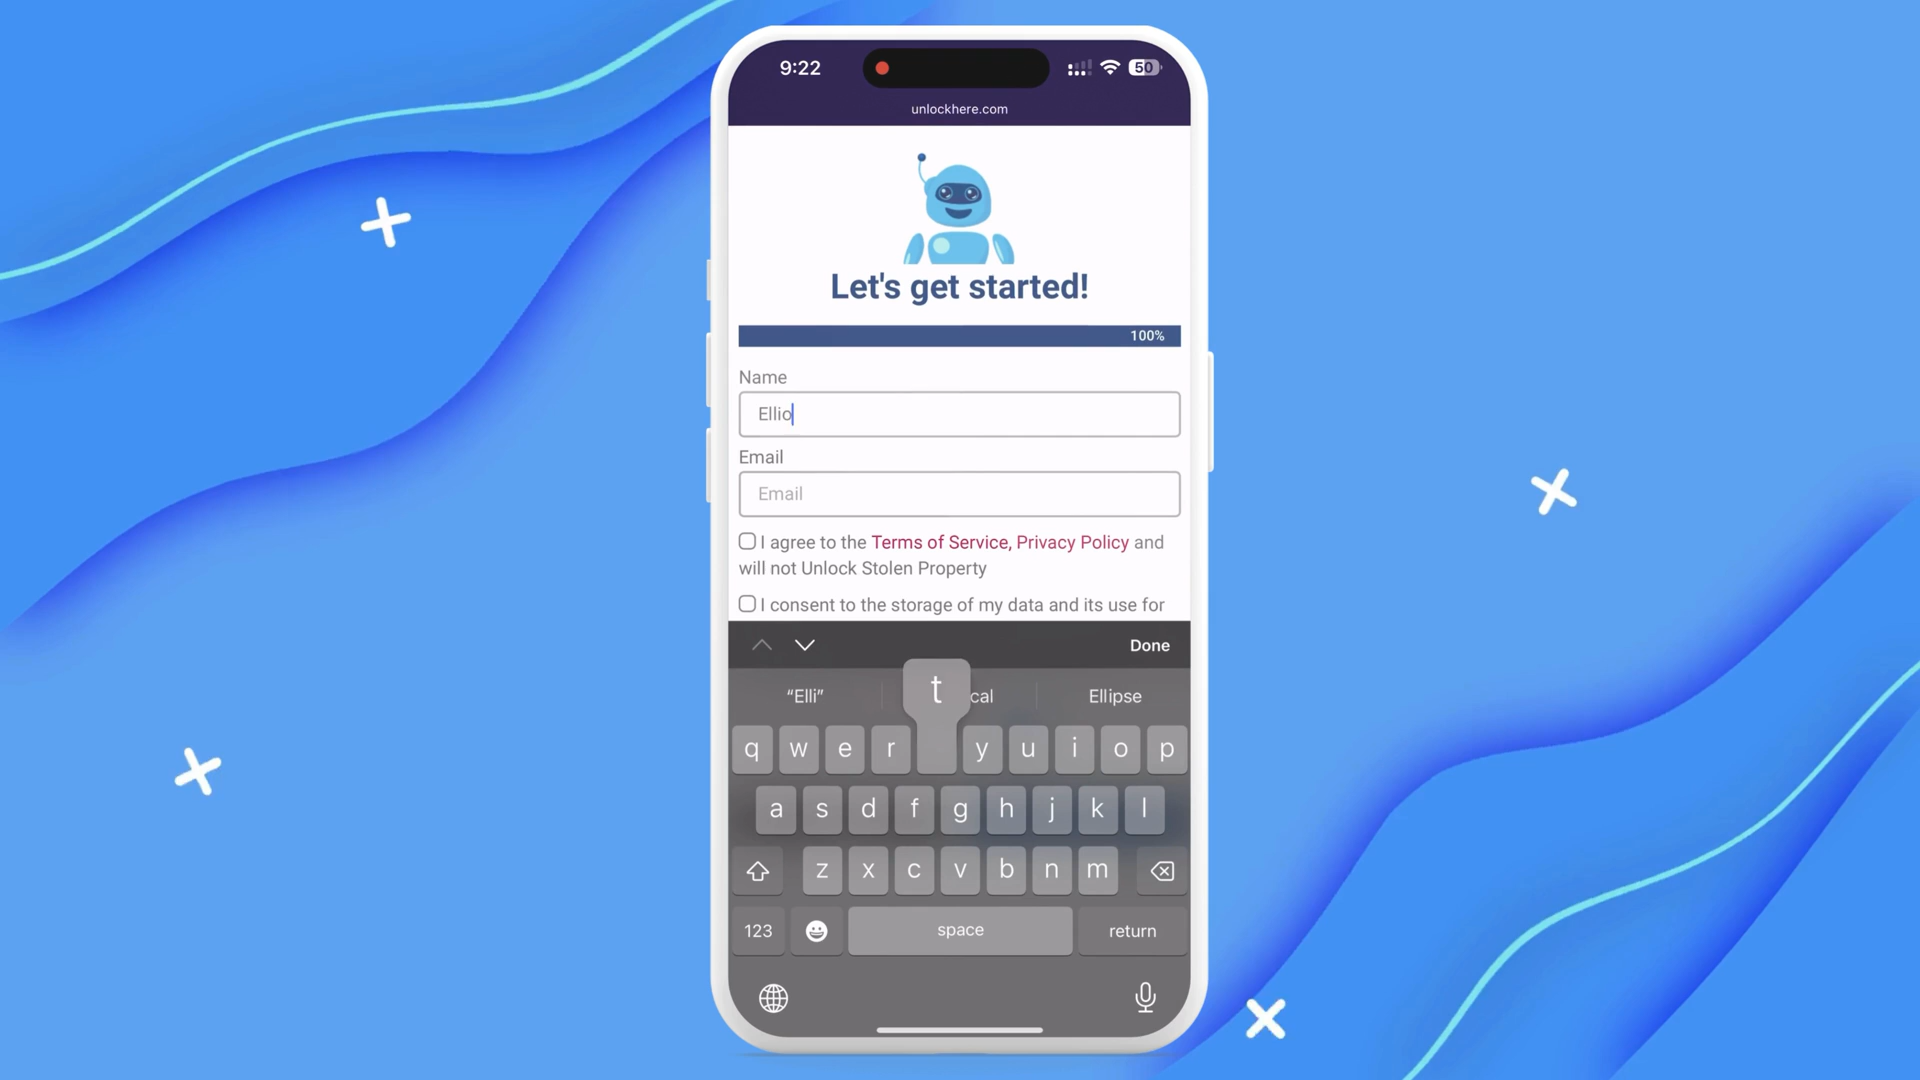 9:22
50
unlockhere.com
Let's get started!
100%
Name
Ellio
Email
Email
I agree to the Terms of Service, Privacy Policy and
will not Unlock Stolen Property
I consent to the storage of my data and its use for
Done
“Elli” t cal Ellipse
q w e r y u i o p
a s d f g h j k l
z x c v b n m
123 space return